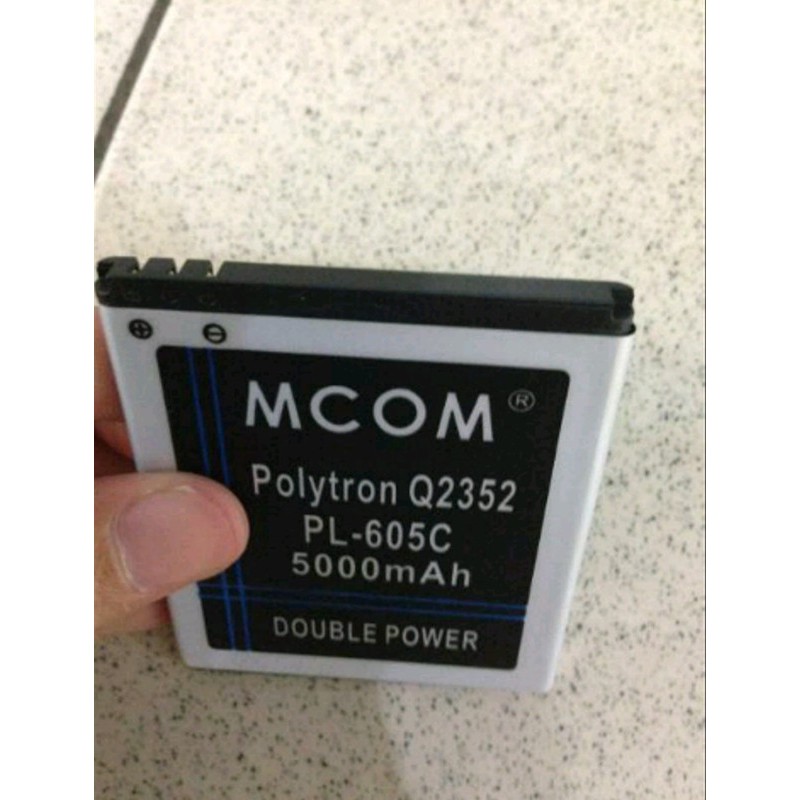 ⊕ ⊖
MCOM ®
Polytron Q2352
PL-605C
5000mAh
DOUBLE POWER